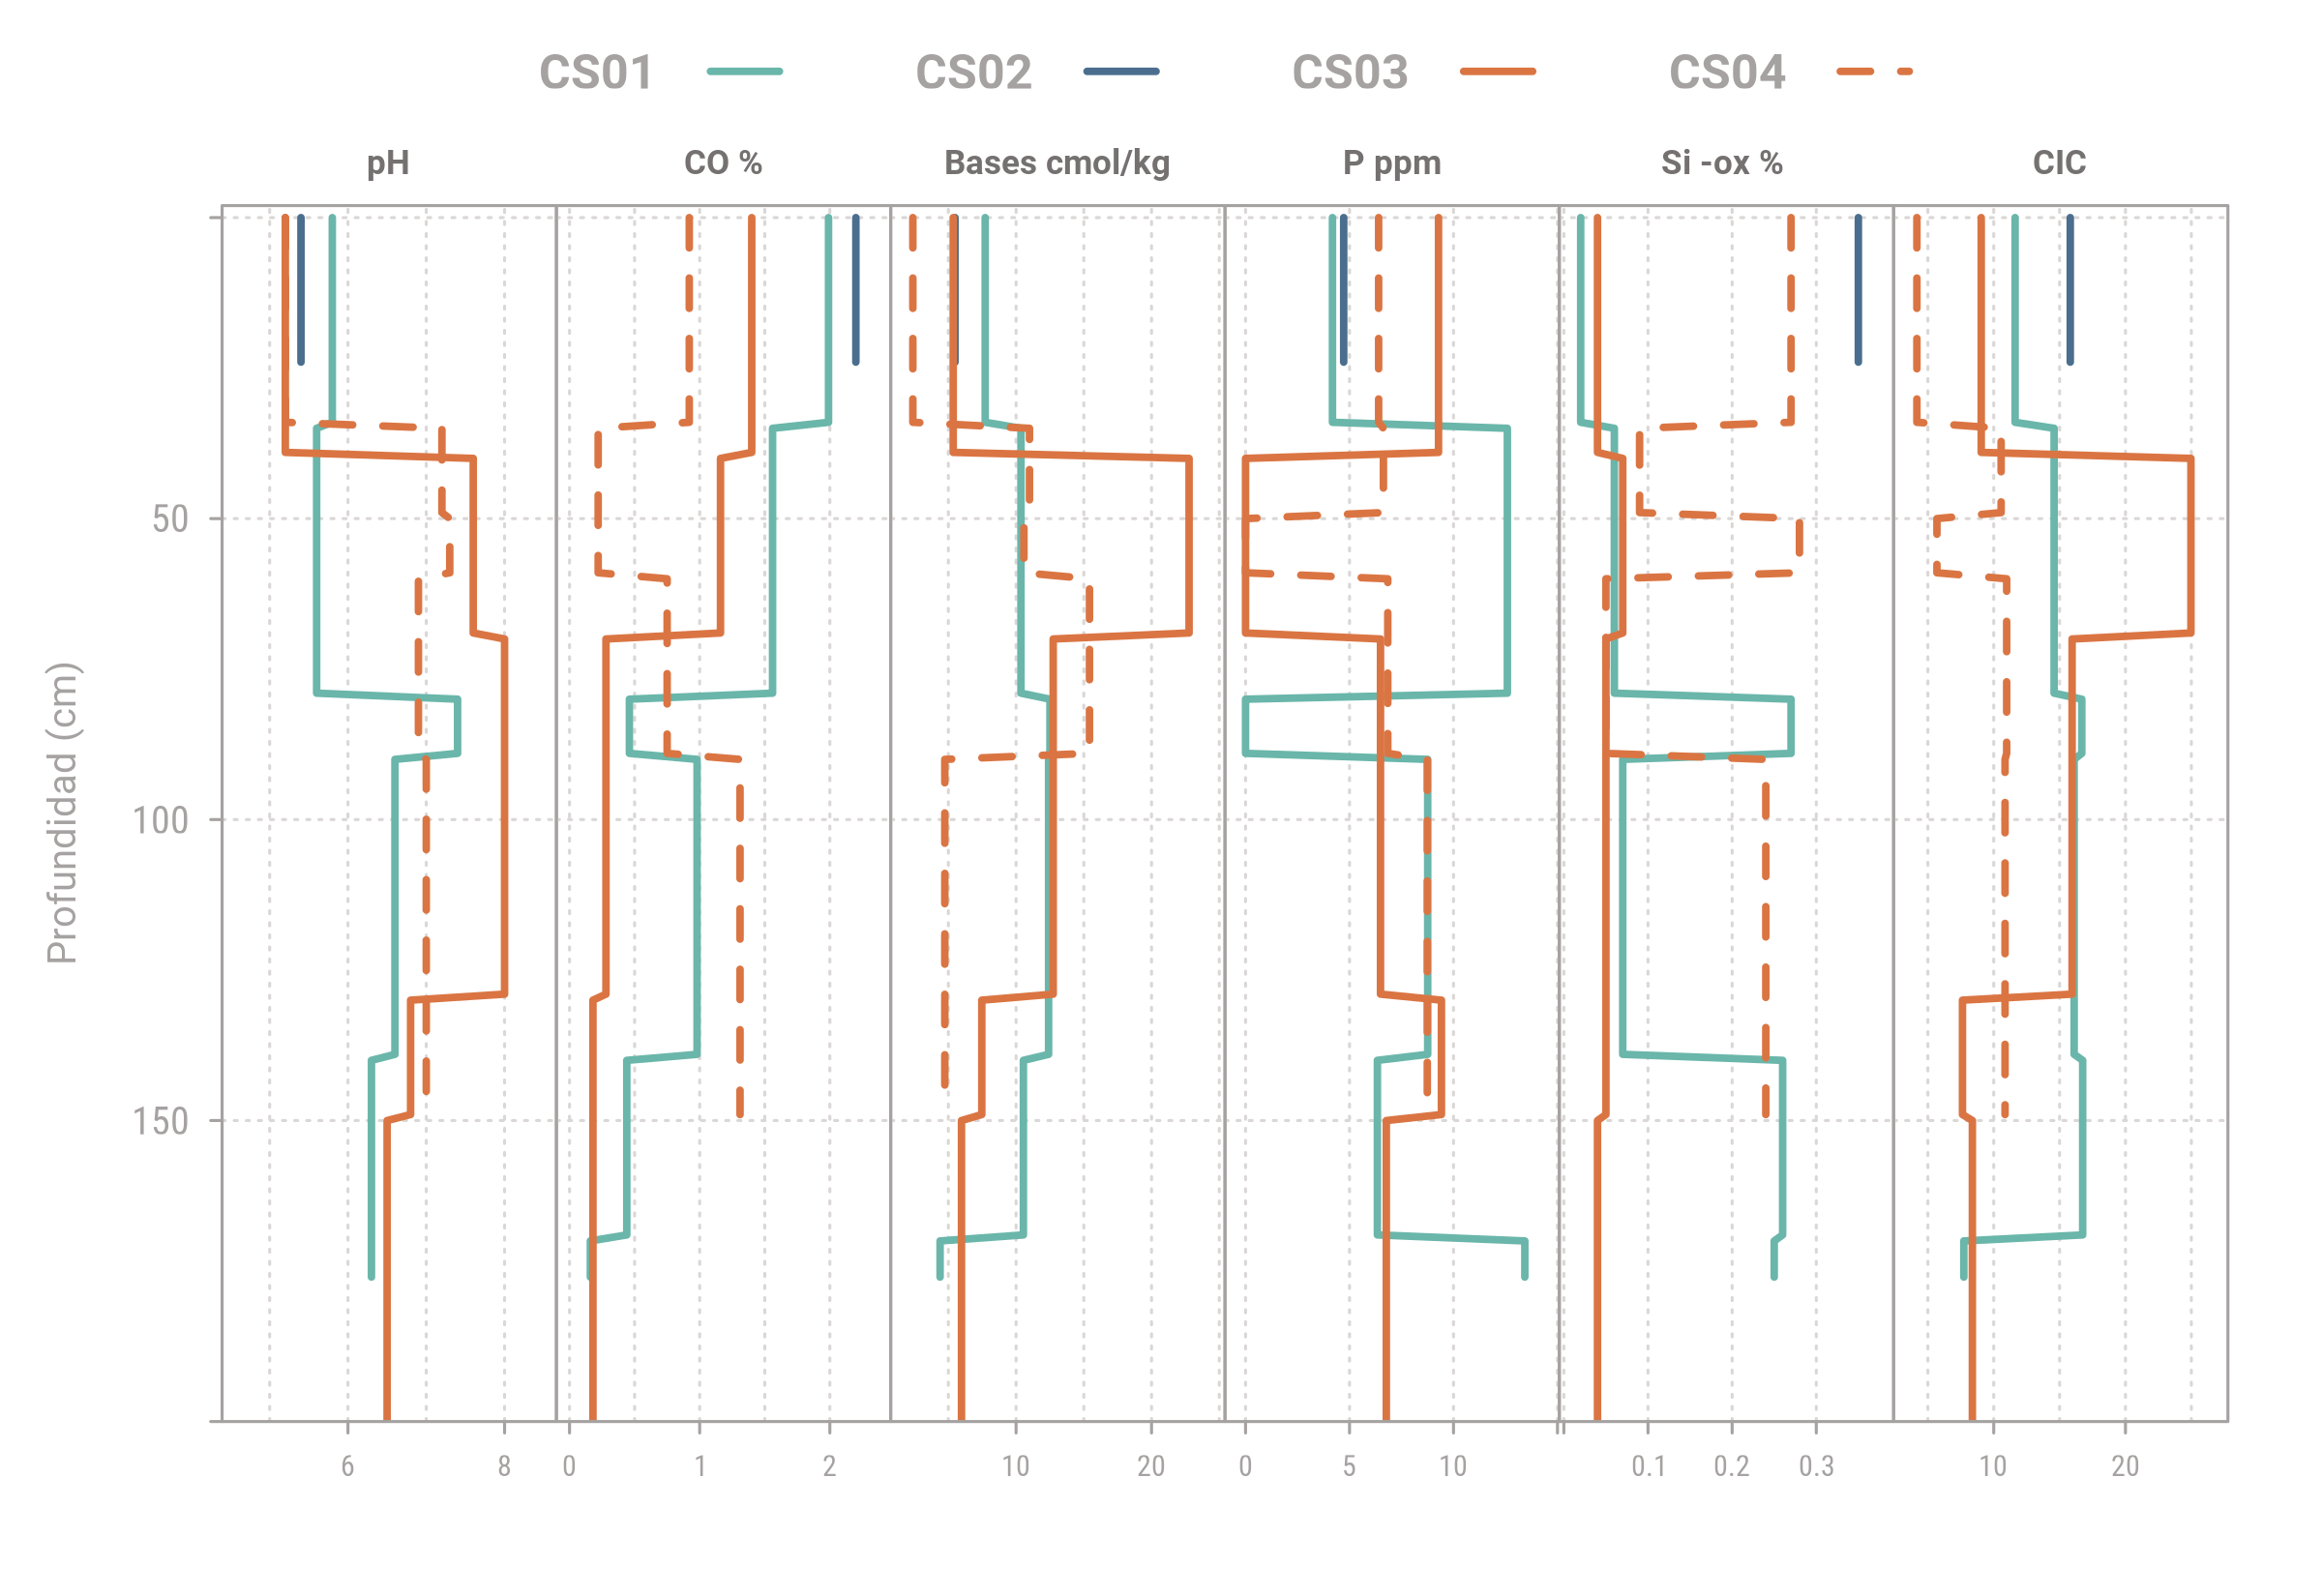 CS01 CS02 CS03 CS04
pH CO % Bases cmol/kg P ppm Si -ox % CIC
Profundidad (cm)
50
100
150
6 8 0 1 2 10 20 0 5 10 0.1 0.2 0.3 10 20